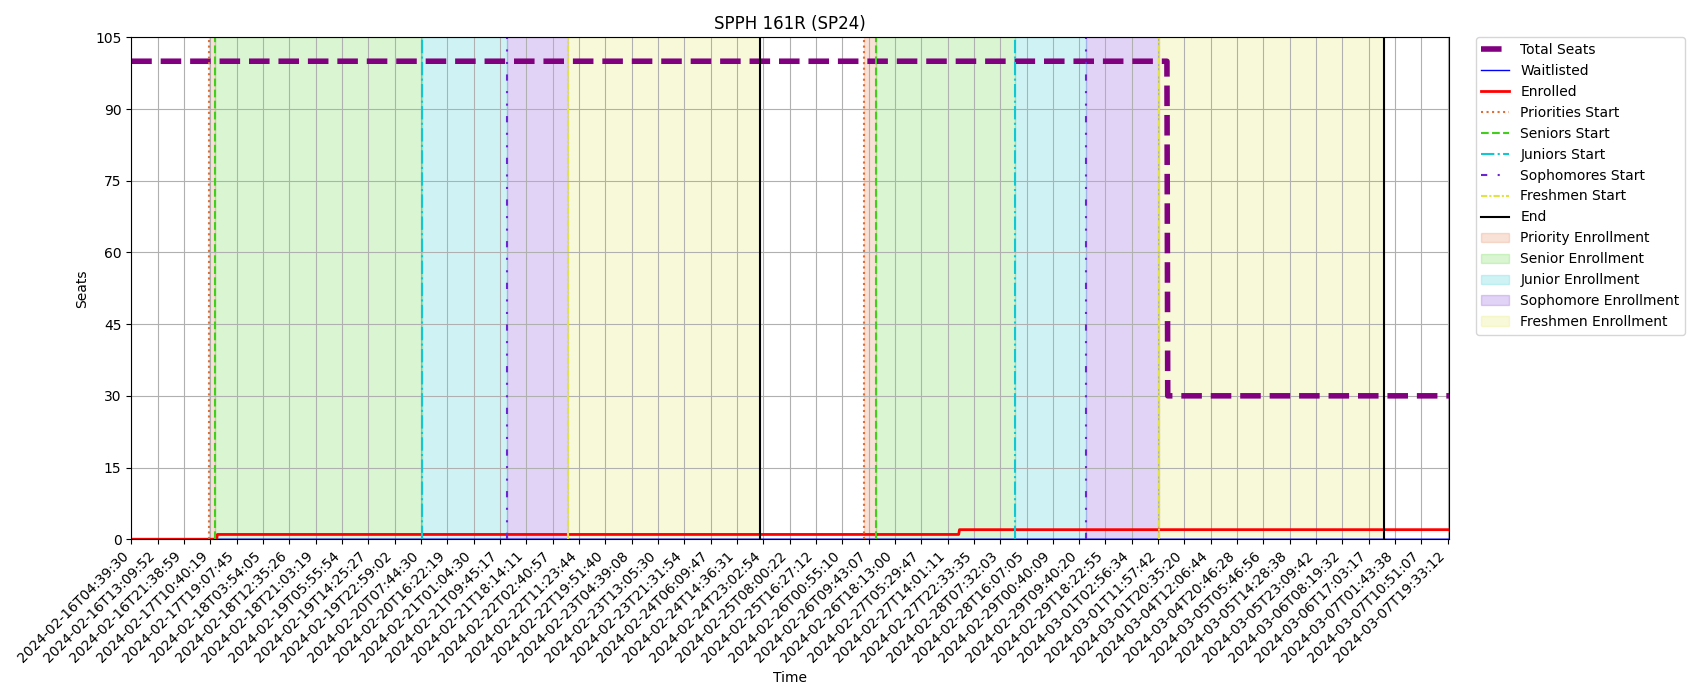 SPPH 161R (SP24)
105
90
75
60
45
30
15
0
Seats
2024-02-16T04:39:30
2024-02-16T13:09:52
2024-02-16T21:38:59
2024-02-17T10:40:19
2024-02-17T19:07:45
2024-02-18T03:54:05
2024-02-18T12:35:26
2024-02-18T21:03:19
2024-02-19T05:55:54
2024-02-19T14:25:27
2024-02-19T22:59:02
2024-02-20T07:44:30
2024-02-20T16:22:19
2024-02-21T01:04:30
2024-02-21T09:45:17
2024-02-21T18:14:11
2024-02-22T02:40:57
2024-02-22T11:23:44
2024-02-22T19:51:40
2024-02-23T04:39:08
2024-02-23T13:05:30
2024-02-23T21:31:54
2024-02-24T06:09:47
2024-02-24T14:36:31
2024-02-24T23:02:54
2024-02-25T08:00:22
2024-02-25T16:27:12
2024-02-26T00:55:10
2024-02-26T09:43:07
2024-02-26T18:13:00
2024-02-27T05:29:47
2024-02-27T14:01:11
2024-02-27T22:33:35
2024-02-28T07:32:03
2024-02-28T16:07:05
2024-02-29T00:40:09
2024-02-29T09:40:20
2024-02-29T18:22:55
2024-03-01T02:56:34
2024-03-01T11:57:42
2024-03-01T20:35:20
2024-03-04T12:06:44
2024-03-04T20:46:28
2024-03-05T05:46:56
2024-03-05T14:28:38
2024-03-05T23:09:42
2024-03-06T08:19:32
2024-03-06T17:03:17
2024-03-07T01:43:38
2024-03-07T10:51:07
2024-03-07T19:33:12
Time
Total Seats
Waitlisted
Enrolled
Priorities Start
Seniors Start
Juniors Start
Sophomores Start
Freshmen Start
End
Priority Enrollment
Senior Enrollment
Junior Enrollment
Sophomore Enrollment
Freshmen Enrollment